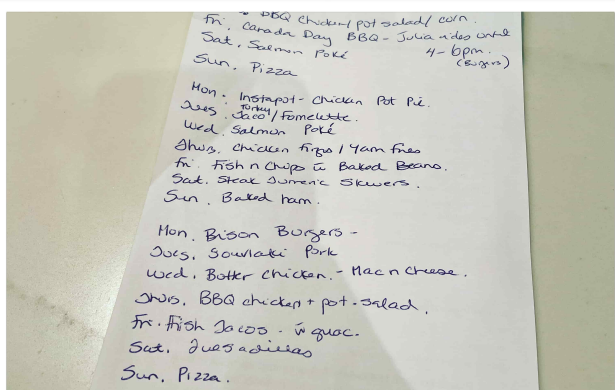 BBQ Chicken / pot salad / corn.
Fri. Canada Day BBQ - Julia rides until
4-6pm.
Sat. Salmon Poké
(Burgers)
Sun. Pizza
Mon. Instapot - Chicken Pot Pie.
Turkey
Tues. Taco / Fomelette.
Wed. Salmon Poké
Thurs. Chicken fings / Yam Fries
Fri. Fish n Chips c̄ Baked Beans.
Sat. Steak Tumeric Skewers.
Sun. Baked ham.
Mon. Bison Burgers -
Tues. Souvlaki Pork
Wed. Butter Chicken. - Mac n Cheese.
Thurs. BBQ chicken + pot. salad.
Fri. Fish Tacos - w guac.
Sat. Quesadillas
Sun. Pizza.